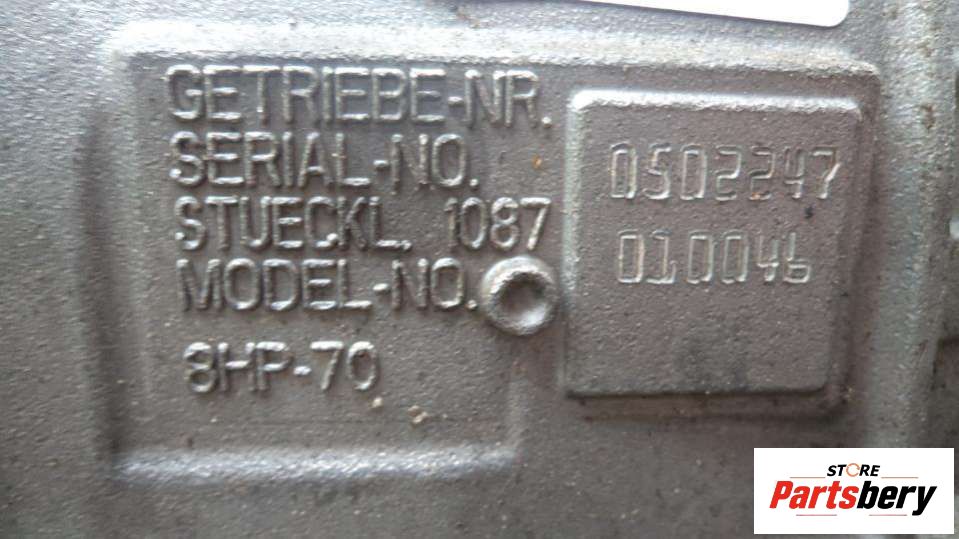 GETRIEBE-NR.
SERIAL-NO.
STUECKL. 1087
MODEL-NO.
8HP-70
0502247
010046
STORE
Partsbery